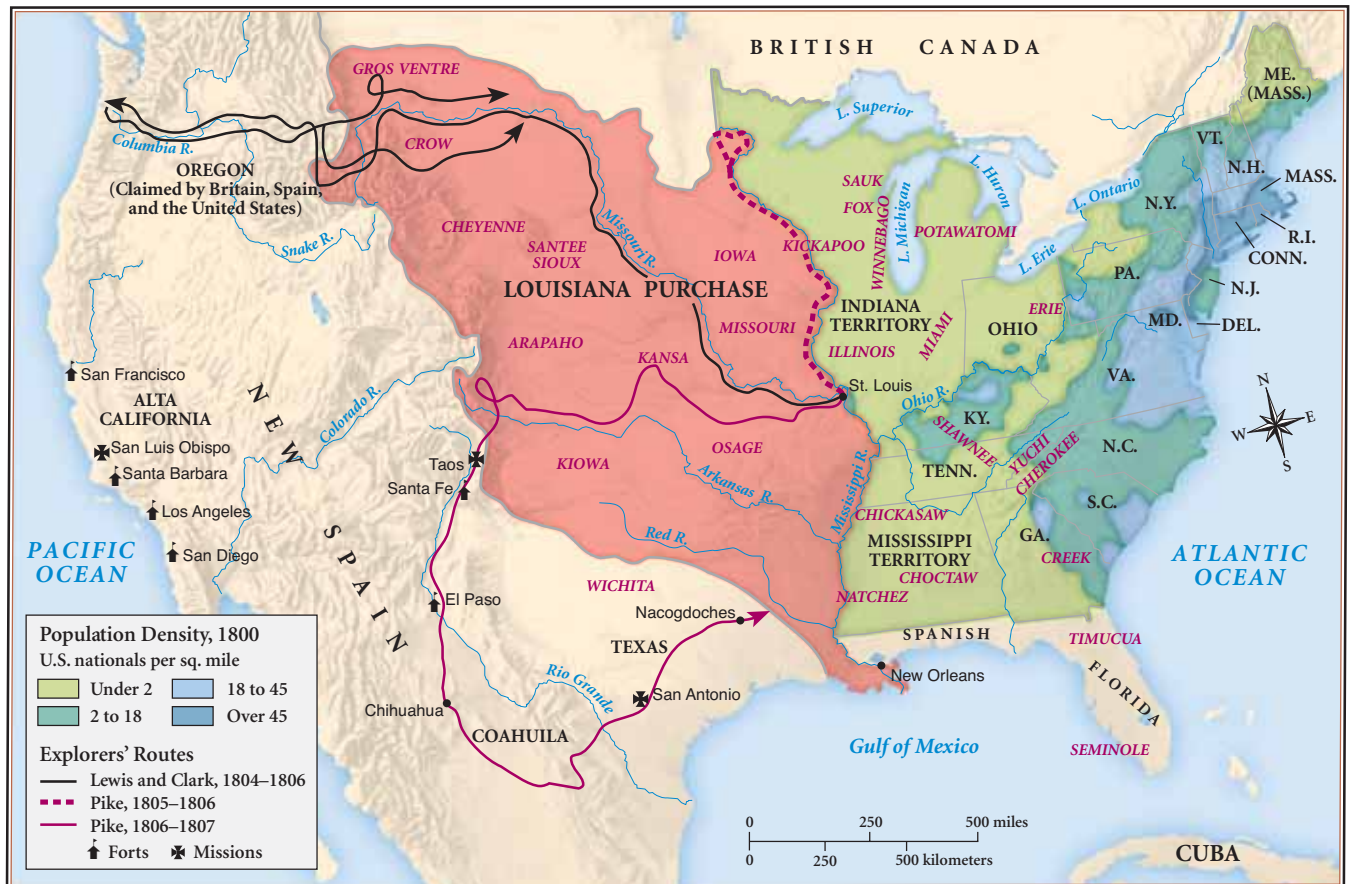 BRITISH CANADA
GROS VENTRE
CROW
Columbia R.
OREGON
(Claimed by Britain, Spain,
and the United States)
Snake R.
CHEYENNE
SANTEE
SIOUX
Missouri R.
IOWA
LOUISIANA PURCHASE
MISSOURI
ARAPAHO
KANSA
L. Superior
SAUK
FOX
WINNEBAGO
L. Michigan
L. Huron
POTAWATOMI
KICKAPOO
INDIANA
TERRITORY
ILLINOIS
MIAMI
OHIO
ERIE
L. Erie
L. Ontario
ME.
(MASS.)
VT.
N.H.
MASS.
N.Y.
R.I.
CONN.
PA.
N.J.
MD.
DEL.
VA.
St. Louis
Ohio R.
KY.
SHAWNEE
YUCHI
CHEROKEE
N.C.
TENN.
S.C.
GA.
CREEK
CHICKASAW
MISSISSIPPI
TERRITORY
CHOCTAW
NATCHEZ
Mississippi R.
OSAGE
KIOWA
Arkansas R.
Red R.
San Francisco
ALTA
CALIFORNIA
San Luis Obispo
Santa Barbara
Los Angeles
San Diego
NEW SPAIN
Colorado R.
Taos
Santa Fe
El Paso
WICHITA
Nacogdoches
TEXAS
San Antonio
Rio Grande
Chihuahua
COAHUILA
SPANISH
FLORIDA
TIMUCUA
SEMINOLE
New Orleans
Gulf of Mexico
PACIFIC
OCEAN
ATLANTIC
OCEAN
N
W E
S
CUBA
0 250 500 miles
0 250 500 kilometers
Population Density, 1800
U.S. nationals per sq. mile
Under 2 18 to 45
2 to 18 Over 45
Explorers' Routes
Lewis and Clark, 1804–1806
Pike, 1805–1806
Pike, 1806–1807
Forts Missions